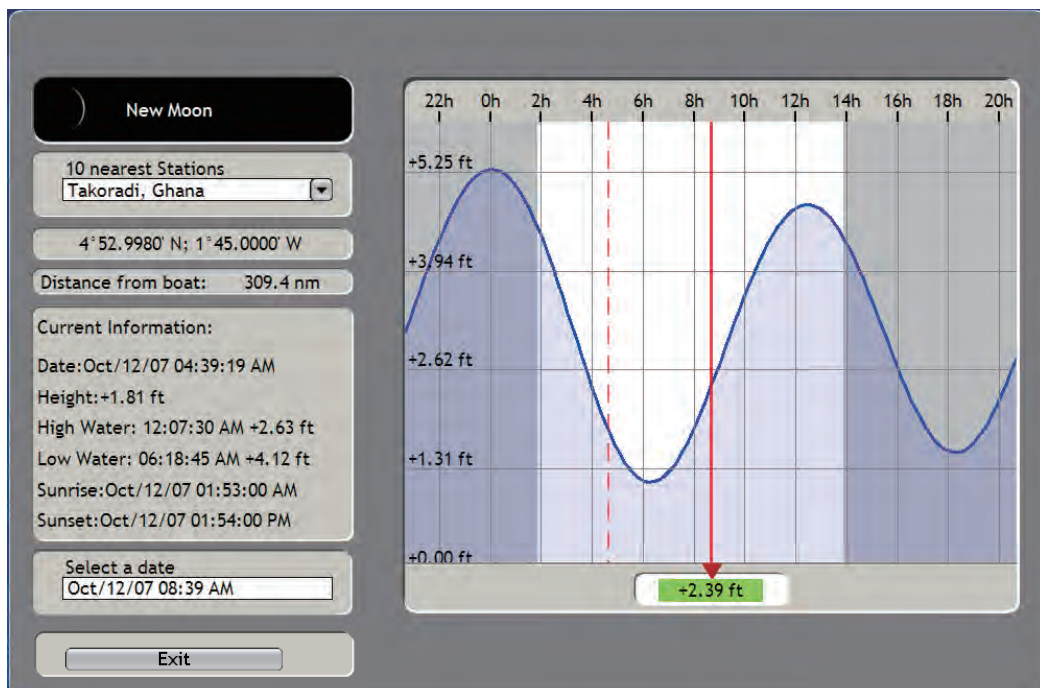 New Moon
10 nearest Stations
Takoradi, Ghana
4°52.9980' N; 1°45.0000' W
Distance from boat: 309.4 nm
Current Information:
Date:Oct/12/07 04:39:19 AM
Height:+1.81 ft
High Water: 12:07:30 AM +2.63 ft
Low Water: 06:18:45 AM +4.12 ft
Sunrise:Oct/12/07 01:53:00 AM
Sunset:Oct/12/07 01:54:00 PM
Select a date
Oct/12/07 08:39 AM
Exit
22h 0h 2h 4h 6h 8h 10h 12h 14h 16h 18h 20h
+5.25 ft
+3.94 ft
+2.62 ft
+1.31 ft
+0.00 ft
+2.39 ft